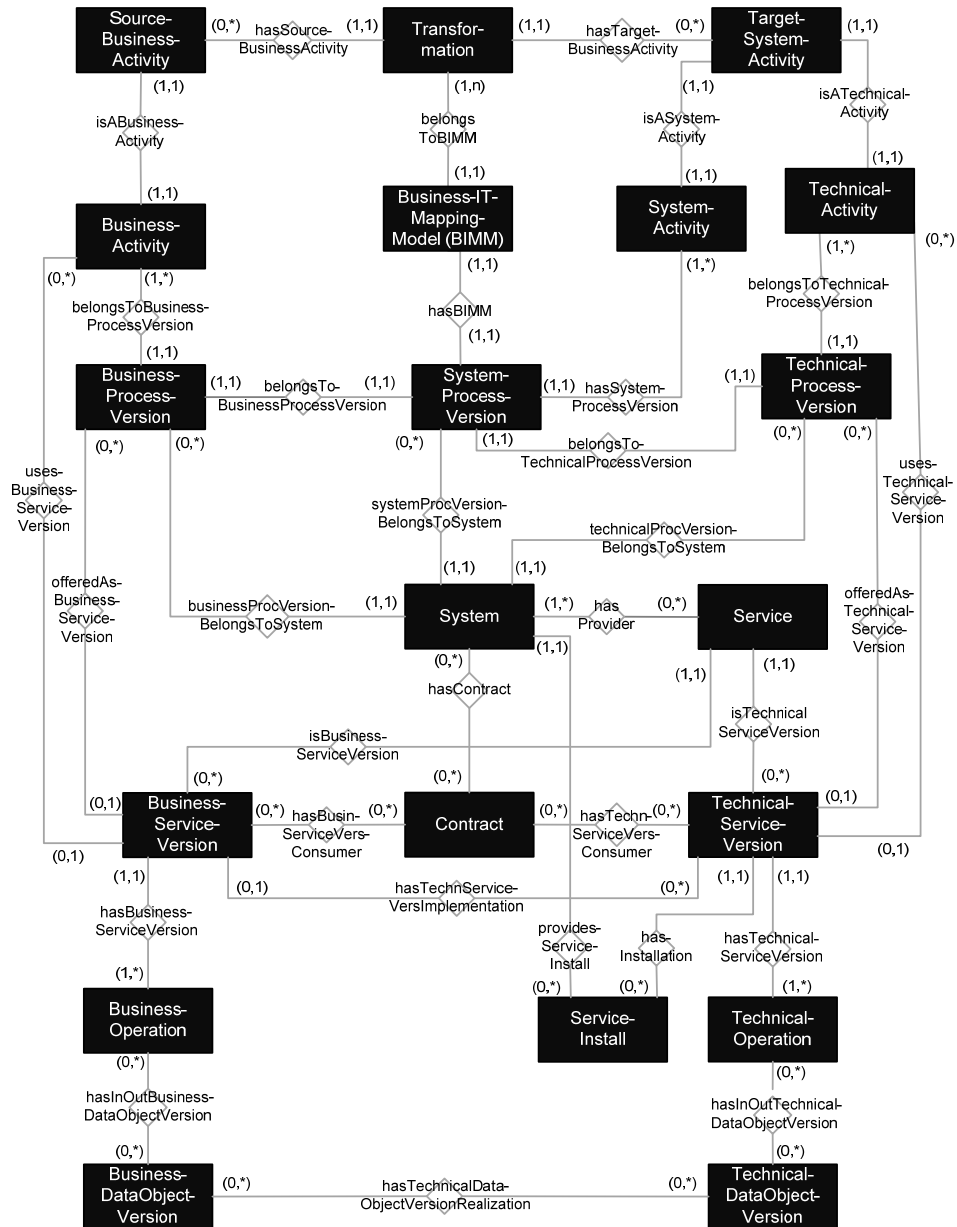 Source-
Business-
Activity
(0,*)
hasSource-
BusinessActivity
(1,1)
Transfor-
mation
(1,1)
hasTarget-
BusinessActivity
(0,*)
Target-
System-
Activity
(1,1)
(1,1)
isABusiness-
Activity
(1,1)
(1,n)
belongs
ToBIMM
(1,1)
(1,1)
isASystem-
Activity
(1,1)
isATechnical-
Activity
(1,1)
Business-
Activity
Business-IT-
Mapping-
Model (BIMM)
System-
Activity
Technical-
Activity
(0,*)
(1,*)
belongsToBusiness-
ProcessVersion
(1,1)
(1,1)
hasBIMM
(1,1)
(1,*)
(1,*)
belongsToTechnical-
ProcessVersion
(1,1)
(0,*)
Business-
Process-
Version
(1,1)
belongsTo-
BusinessProcessVersion
(1,1)
System-
Process-
Version
(1,1)
hasSystem-
ProcessVersion
(1,1)
Technical-
Process-
Version
(0,*)
(0,*)
(0,*)
(1,1)
belongsTo-
TechnicalProcessVersion
(0,*)
(0,*)
uses-
Business-
Service-
Version
systemProcVersion-
BelongsToSystem
technicalProcVersion-
BelongsToSystem
uses-
Technical-
Service-
Version
(1,1)
(1,1)
offeredAs-
Business-
Service-
Version
businessProcVersion-
BelongsToSystem
(1,1)
System
(1,*)
has
Provider
(0,*)
Service
offeredAs-
Technical-
Service-
Version
(1,1)
(0,*)
hasContract
(1,1)
(1,1)
isBusiness-
ServiceVersion
isTechnical
ServiceVersion
(0,*)
(0,*)
(0,*)
(0,1)
Business-
Service-
Version
(0,*)
hasBusin-
ServiceVers-
Consumer
(0,*)
Contract
(0,*)
hasTechn-
ServiceVers-
Consumer
(0,*)
Technical-
Service-
Version
(0,1)
(0,1)
(0,1)
(1,1)
(0,1)
hasTechnService-
VersImplementation
(0,*)
(1,1)
(1,1)
hasBusiness-
ServiceVersion
provides-
Service-
Install
has-
Installation
hasTechnical-
ServiceVersion
(1,*)
(0,*)
(0,*)
(1,*)
Business-
Operation
Service-
Install
Technical-
Operation
(0,*)
(0,*)
hasInOutBusiness-
DataObjectVersion
hasInOutTechnical-
DataObjectVersion
(0,*)
(0,*)
Business-
DataObject-
Version
(0,*)
hasTechnicalData-
ObjectVersionRealization
(0,*)
Technical-
DataObject-
Version